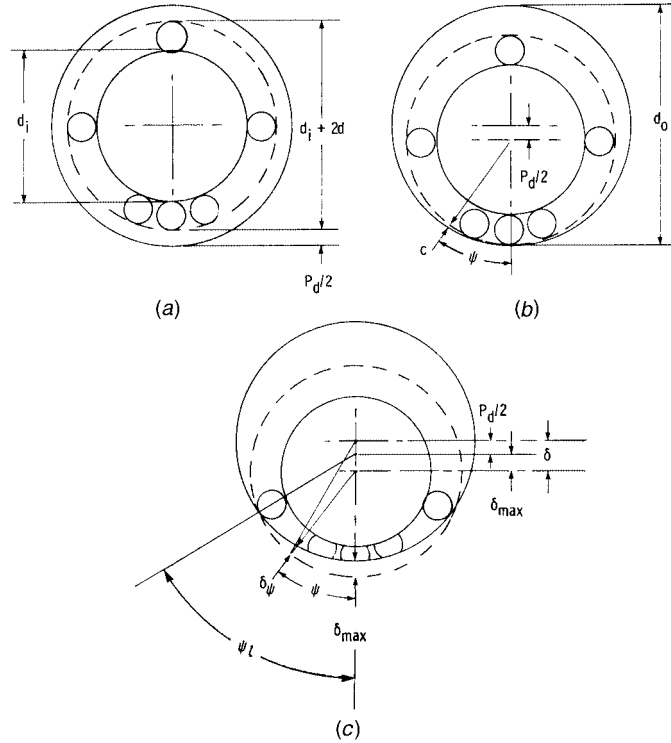 d_i
d_i + 2d
P_d/2
(a)
d_o
P_d/2
c
ψ
(b)
P_d/2
δ
δ_max
δ_ψ
ψ
δ_max
ψ_l
(c)